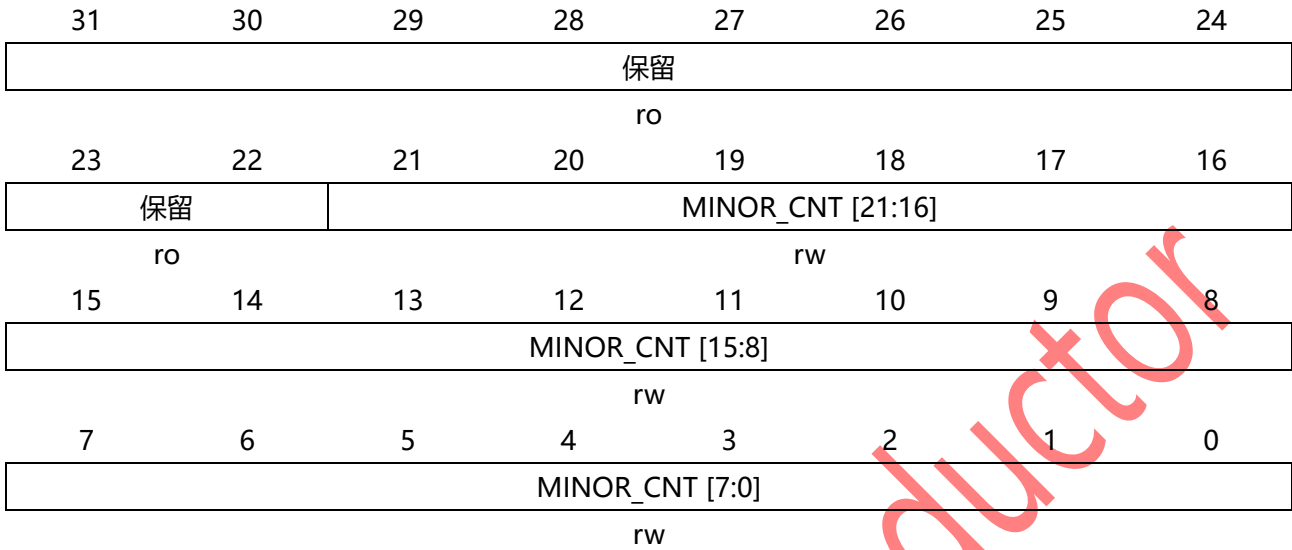 31 30 29 28 27 26 25 24
保留
ro
23 22 21 20 19 18 17 16
保留 MINOR_CNT [21:16]
ro rw
15 14 13 12 11 10 9 8
MINOR_CNT [15:8]
rw
7 6 5 4 3 2 1 0
MINOR_CNT [7:0]
rw
ductor